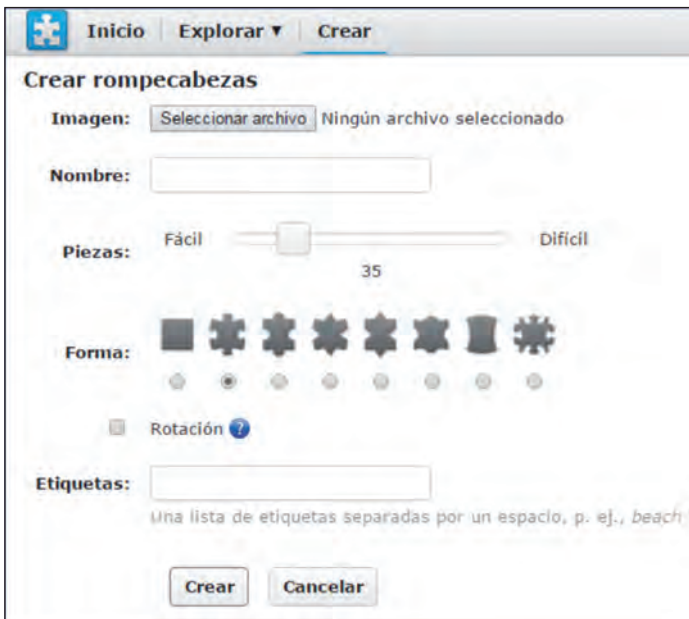 Inicio Explorar ▼ Crear
Crear rompecabezas
Imagen: Seleccionar archivo Ningún archivo seleccionado
Nombre:
Fácil Difícil
Piezas:
35
Forma:
Rotación ?
Etiquetas:
Una lista de etiquetas separadas por un espacio, p. ej., beach
Crear Cancelar